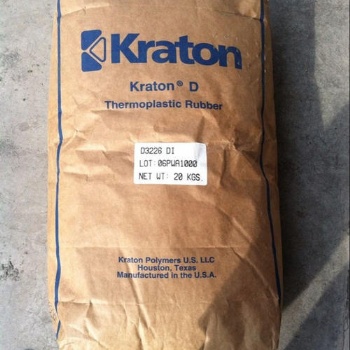 Kraton
Kraton® D
Thermoplastic Rubber
D3226 DI
LOT: 06PWA1000
NET WT: 20 KGS.
Kraton Polymers U.S. LLC
Houston, Texas
Manufactured in the U.S.A.